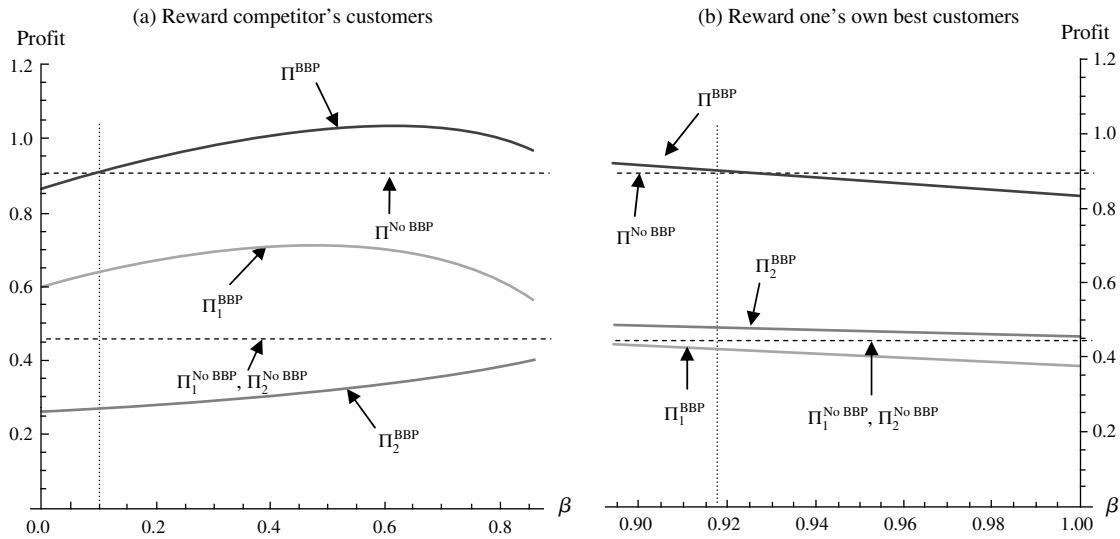 (a) Reward competitor's customers
Profit
1.2
1.0
0.8
0.6
0.4
0.2
Π^BBP
Π^No BBP
Π₁^BBP
Π₁^No BBP, Π₂^No BBP
Π₂^BBP
0.0 0.2 0.4 0.6 0.8 β
(b) Reward one's own best customers
Profit
1.2
1.0
0.8
0.6
0.4
0.2
Π^BBP
Π^No BBP
Π₂^BBP
Π₁^BBP
Π₁^No BBP, Π₂^No BBP
0.90 0.92 0.94 0.96 0.98 1.00 β